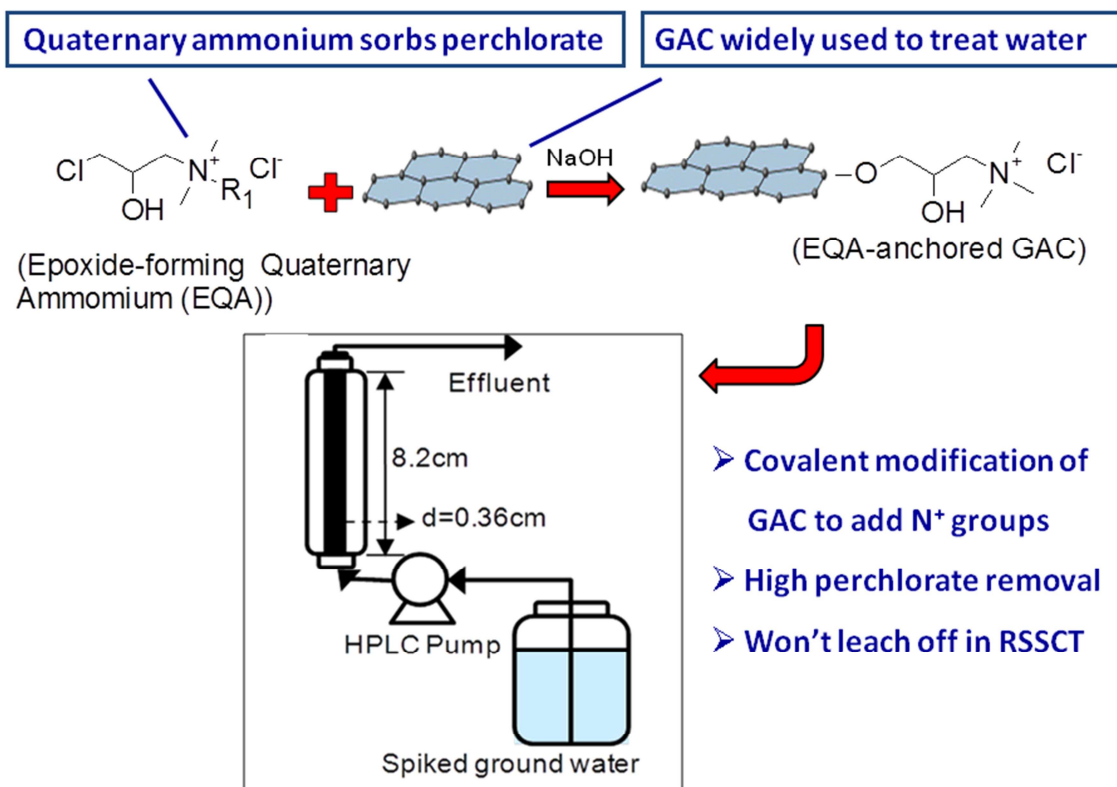 Quaternary ammonium sorbs perchlorate
GAC widely used to treat water
Cl
OH
N+
R1
Cl-
NaOH
O
OH
N+
Cl-
(Epoxide-forming Quaternary
Ammomium (EQA))
(EQA-anchored GAC)
Effluent
8.2cm
d=0.36cm
HPLC Pump
Spiked ground water
➢ Covalent modification of
GAC to add N+ groups
➢ High perchlorate removal
➢ Won't leach off in RSSCT